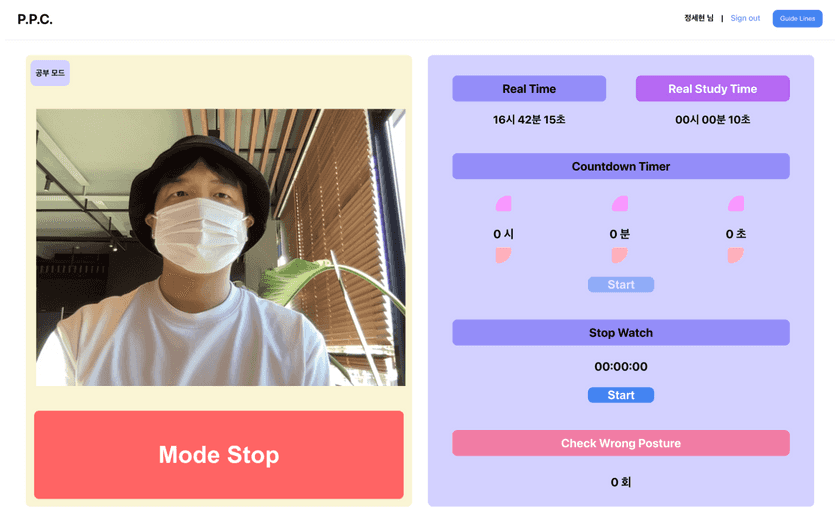 P.P.C.
정세현 님 | Sign out Guide Lines
공부 모드
Mode Stop
Real Time
Real Study Time
16시 42분 15초
00시 00분 10초
Countdown Timer
0 시
0 분
0 초
Start
Stop Watch
00:00:00
Start
Check Wrong Posture
0 회